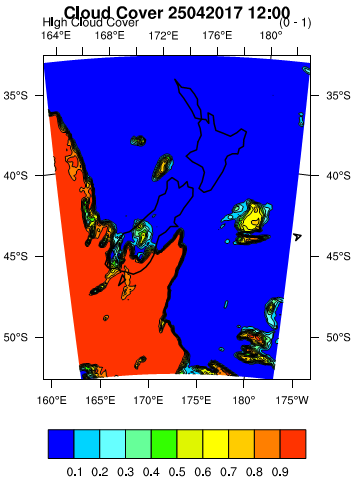 Cloud Cover 25042017 12:00
High Cloud Cover (0 - 1)
164°E 168°E 172°E 176°E 180°
35°S 35°S
40°S 40°S
45°S 45°S
50°S 50°S
160°E 165°E 170°E 175°E 180° 175°W
0.1 0.2 0.3 0.4 0.5 0.6 0.7 0.8 0.9